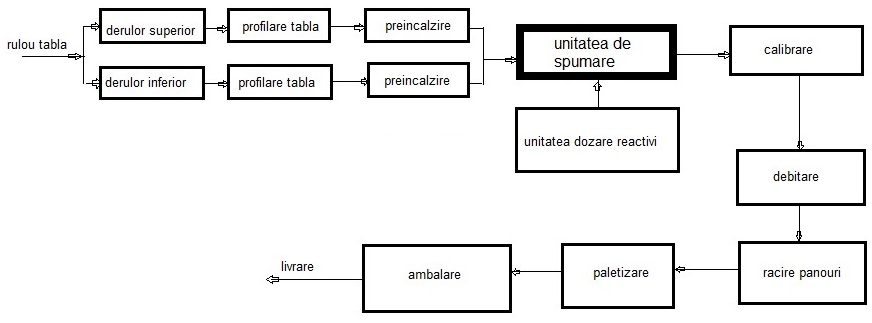 rulou tabla
derulor superior
profilare tabla
preincalzire
derulor inferior
profilare tabla
preincalzire
unitatea de
spumare
unitatea dozare reactivi
calibrare
debitare
racire panouri
paletizare
ambalare
livrare